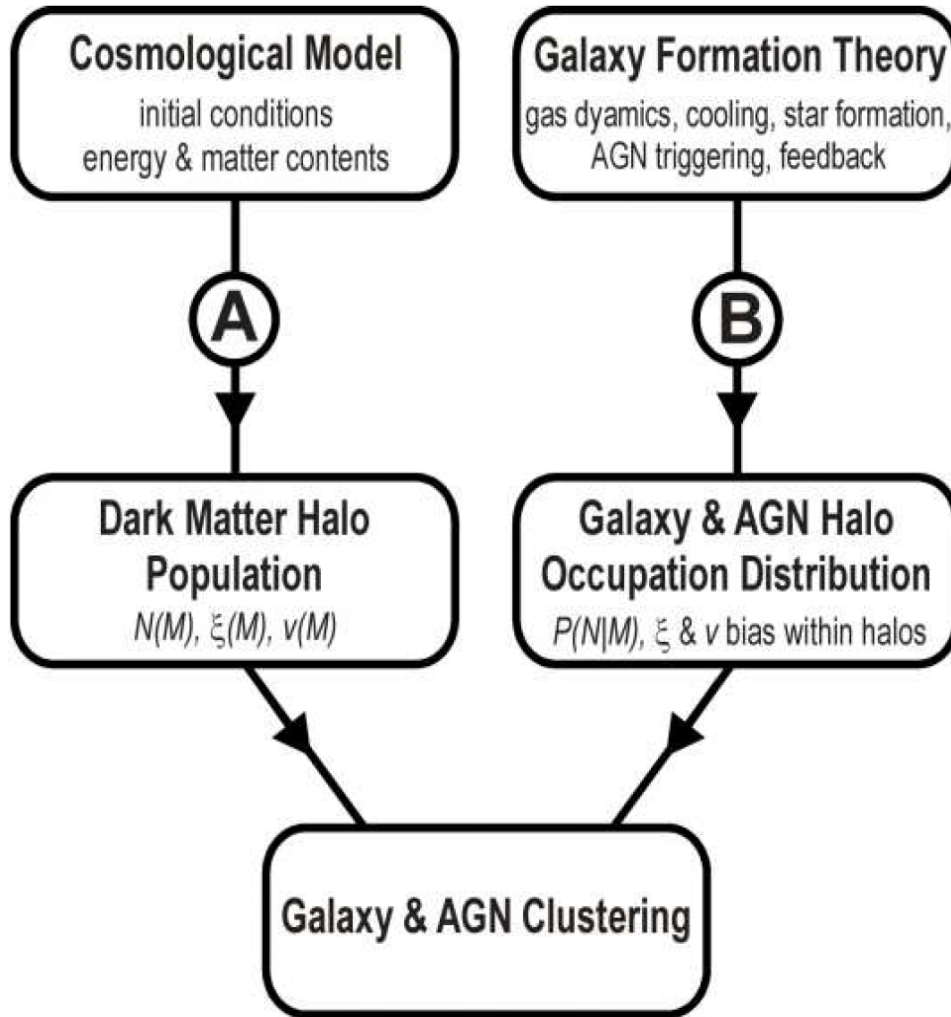 Cosmological Model
initial conditions
energy & matter contents
Galaxy Formation Theory
gas dyamics, cooling, star formation,
AGN triggering, feedback
A
B
Dark Matter Halo
Population
N(M), ξ(M), v(M)
Galaxy & AGN Halo
Occupation Distribution
P(N|M), ξ & v bias within halos
Galaxy & AGN Clustering